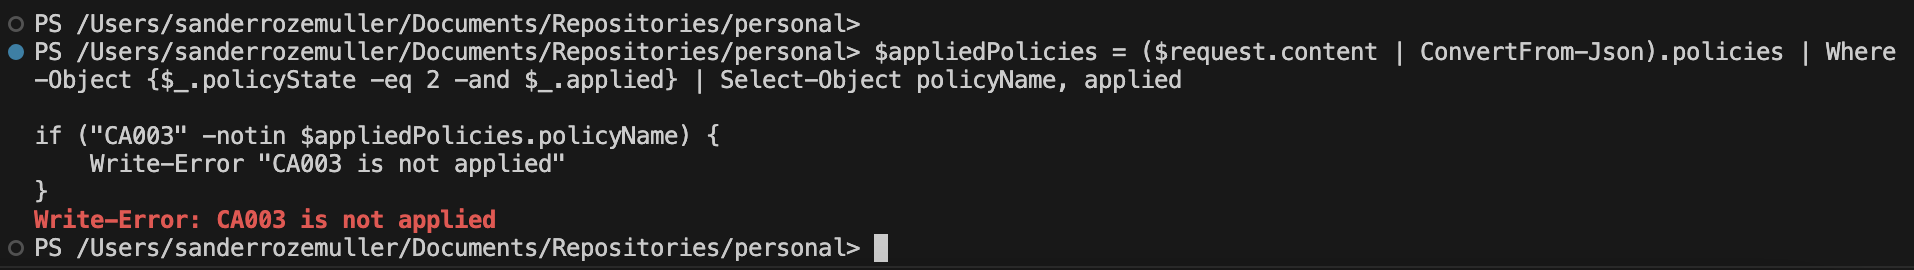 PS /Users/sanderrozemuller/Documents/Repositories/personal>
PS /Users/sanderrozemuller/Documents/Repositories/personal> $appliedPolicies = ($request.content | ConvertFrom-Json).policies | Where
-Object {$_.policyState -eq 2 -and $_.applied} | Select-Object policyName, applied
if ("CA003" -notin $appliedPolicies.policyName) {
    Write-Error "CA003 is not applied"
}
Write-Error: CA003 is not applied
PS /Users/sanderrozemuller/Documents/Repositories/personal>